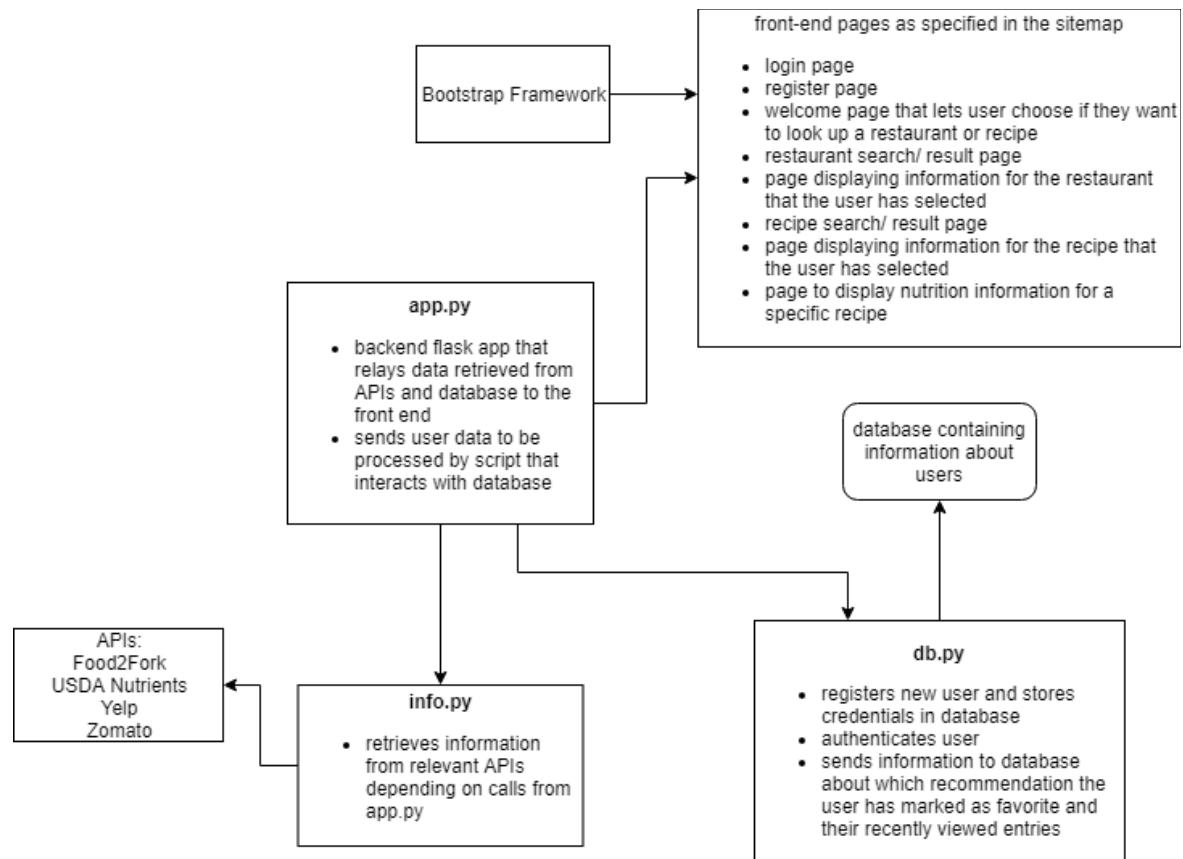 front-end pages as specified in the sitemap
• login page
• register page
• welcome page that lets user choose if they want
to look up a restaurant or recipe
• restaurant search/ result page
• page displaying information for the restaurant
that the user has selected
• recipe search/ result page
• page displaying information for the recipe that
the user has selected
• page to display nutrition information for a
specific recipe
Bootstrap Framework
app.py
• backend flask app that
relays data retrieved from
APIs and database to the
front end
• sends user data to be
processed by script that
interacts with database
database containing
information about
users
APIs:
Food2Fork
USDA Nutrients
Yelp
Zomato
info.py
• retrieves information
from relevant APIs
depending on calls from
app.py
db.py
• registers new user and stores
credentials in database
• authenticates user
• sends information to database
about which recommendation the
user has marked as favorite and
their recently viewed entries